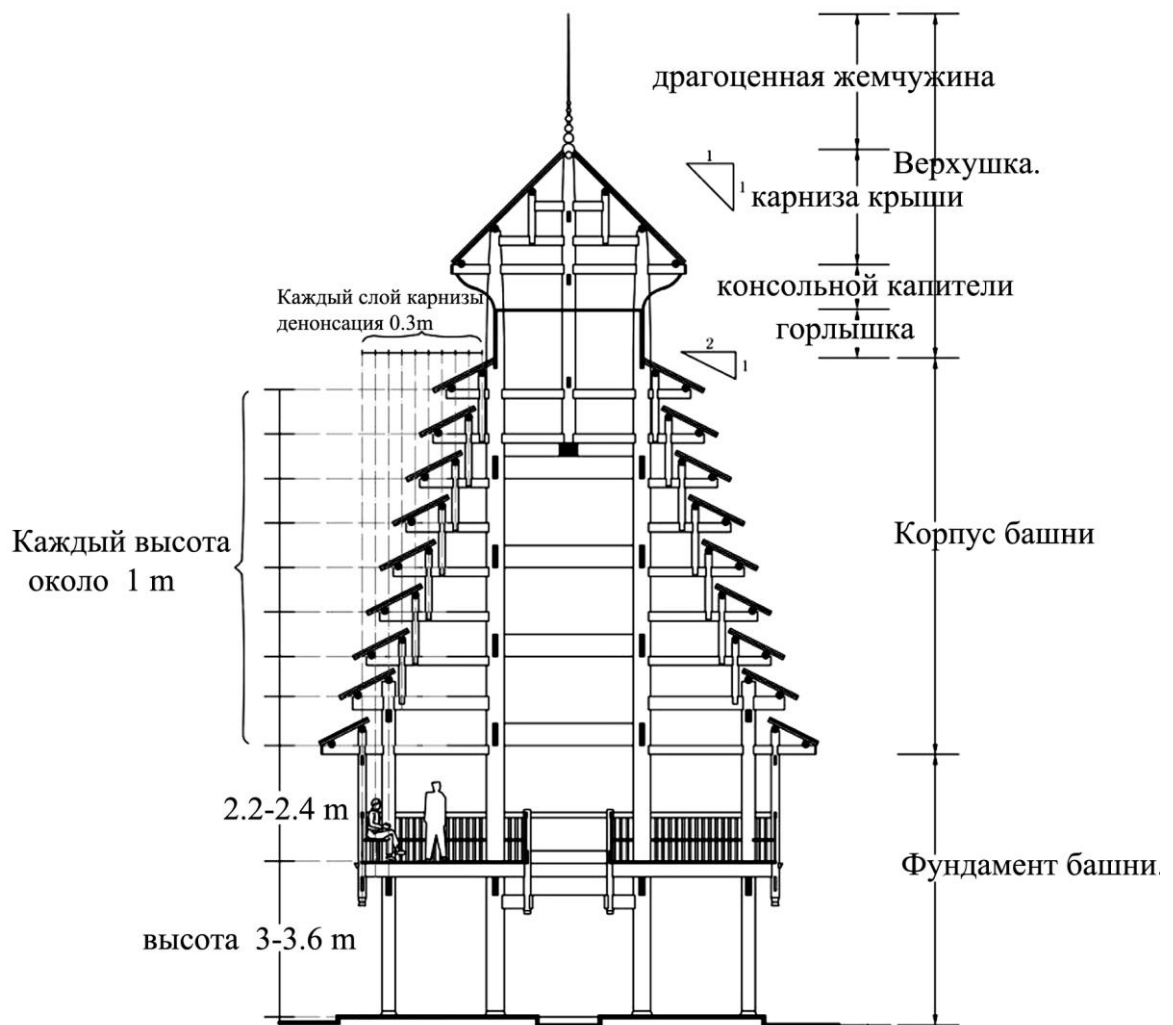 драгоценная жемчужина
1
1
Верхушка.
карниза крыши
консольной капители
Каждый слой карнизы
денонсация 0.3m
горлышка
2
1
Каждый высота
около 1 m
Корпус башни
2.2-2.4 m
Фундамент башни.
высота 3-3.6 m